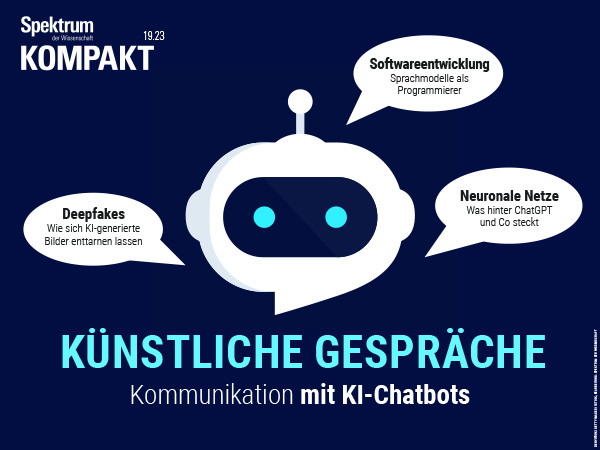 Spektrum
der Wissenschaft
KOMPAKT
19.23
Softwareentwicklung
Sprachmodelle als
Programmierer
Deepfakes
Wie sich KI-generierte
Bilder enttarnen lassen
Neuronale Netze
Was hinter ChatGPT
und Co steckt
KÜNSTLICHE GESPRÄCHE
Kommunikation mit KI-Chatbots